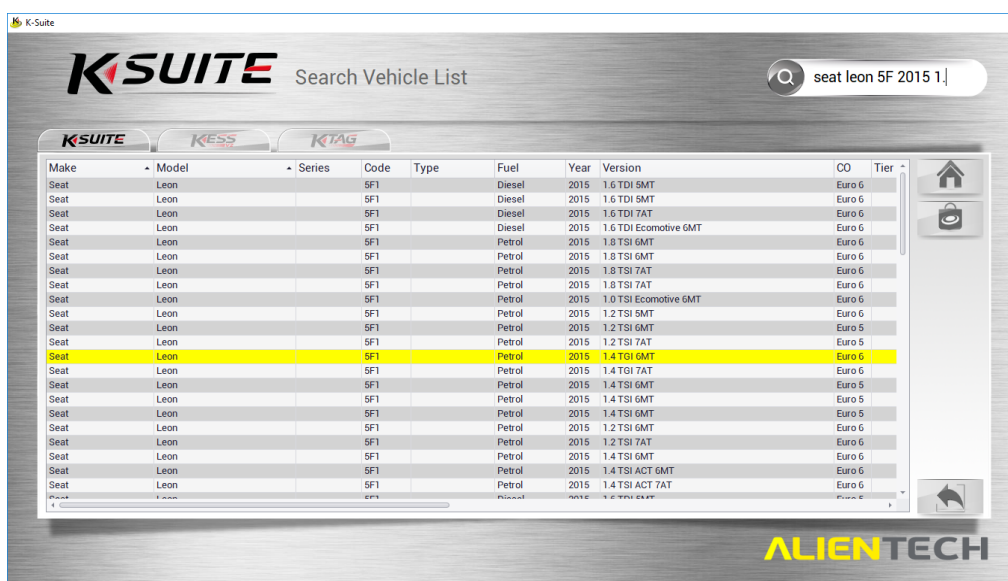 K-Suite
K-SUITE Search Vehicle List
seat leon 5F 2015 1.
K-SUITE KESS K-TAG
Make Model Series Code Type Fuel Year Version CO Tier
Seat Leon 5F1 Diesel 2015 1.6 TDI 5MT Euro 6
Seat Leon 5F1 Diesel 2015 1.6 TDI 5MT Euro 6
Seat Leon 5F1 Diesel 2015 1.6 TDI 7AT Euro 6
Seat Leon 5F1 Diesel 2015 1.6 TDI Ecomotive 6MT Euro 6
Seat Leon 5F1 Petrol 2015 1.8 TSI 6MT Euro 6
Seat Leon 5F1 Petrol 2015 1.8 TSI 6MT Euro 6
Seat Leon 5F1 Petrol 2015 1.8 TSI 7AT Euro 6
Seat Leon 5F1 Petrol 2015 1.8 TSI 7AT Euro 6
Seat Leon 5F1 Petrol 2015 1.0 TSI Ecomotive 6MT Euro 6
Seat Leon 5F1 Petrol 2015 1.2 TSI 5MT Euro 6
Seat Leon 5F1 Petrol 2015 1.2 TSI 6MT Euro 5
Seat Leon 5F1 Petrol 2015 1.2 TSI 7AT Euro 5
Seat Leon 5F1 Petrol 2015 1.4 TGI 6MT Euro 6
Seat Leon 5F1 Petrol 2015 1.4 TGI 7AT Euro 6
Seat Leon 5F1 Petrol 2015 1.4 TSI 6MT Euro 5
Seat Leon 5F1 Petrol 2015 1.4 TSI 6MT Euro 5
Seat Leon 5F1 Petrol 2015 1.4 TSI 6MT Euro 5
Seat Leon 5F1 Petrol 2015 1.2 TSI 6MT Euro 6
Seat Leon 5F1 Petrol 2015 1.2 TSI 7AT Euro 6
Seat Leon 5F1 Petrol 2015 1.4 TSI 6MT Euro 6
Seat Leon 5F1 Petrol 2015 1.4 TSI ACT 6MT Euro 6
Seat Leon 5F1 Petrol 2015 1.4 TSI ACT 7AT Euro 6
ALIENTECH